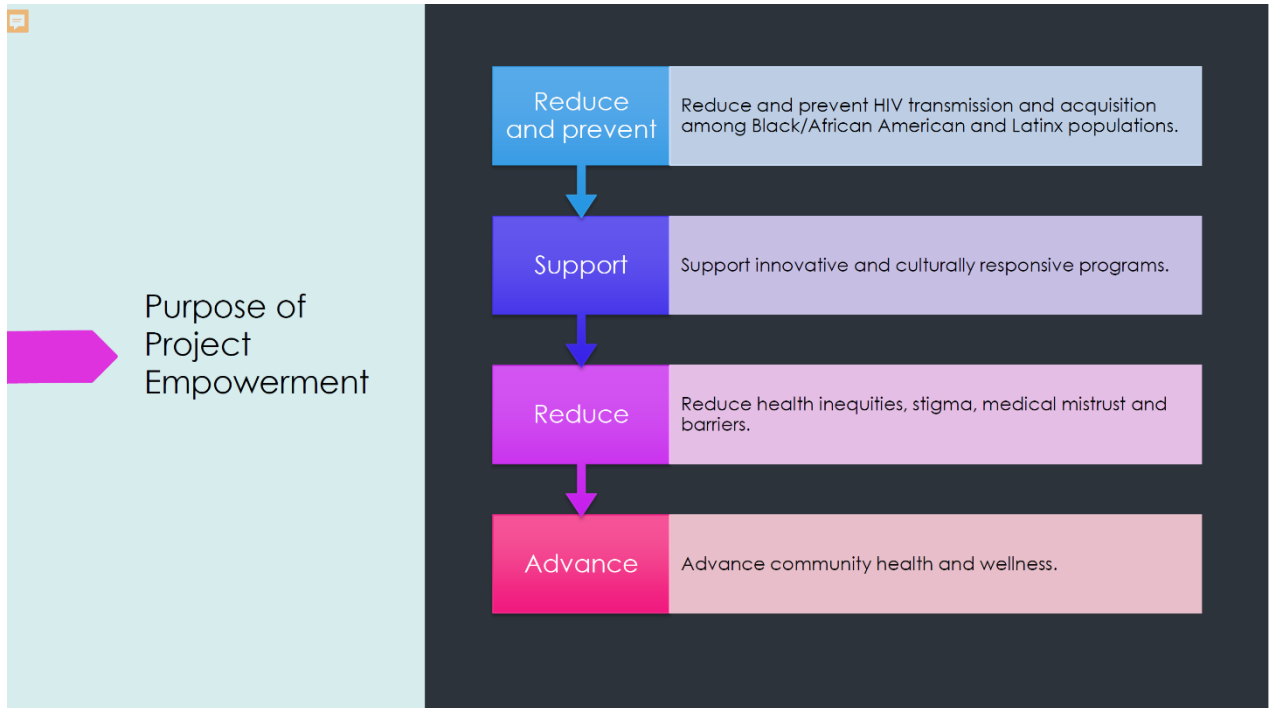 Purpose of
Project
Empowerment
Reduce
and prevent
Reduce and prevent HIV transmission and acquisition
among Black/African American and Latinx populations.
Support
Support innovative and culturally responsive programs.
Reduce
Reduce health inequities, stigma, medical mistrust and
barriers.
Advance
Advance community health and wellness.